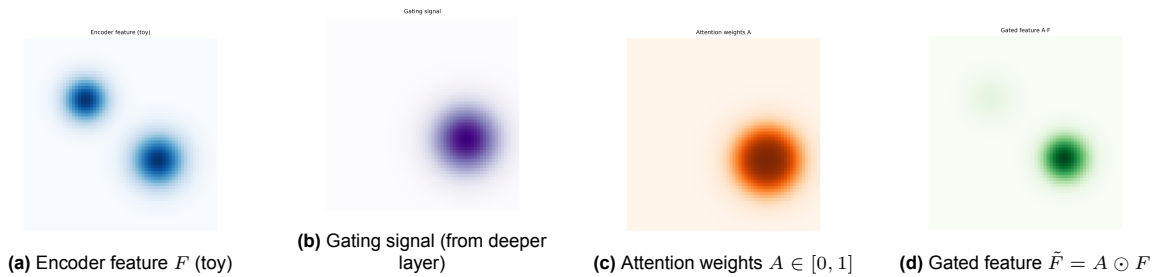 Encoder feature (toy)
Gating signal
Attention weights A
Gated feature A·F
(a) Encoder feature F (toy)
(b) Gating signal (from deeper
layer)
(c) Attention weights A ∈ [0, 1]
(d) Gated feature F̃ = A ⊙ F